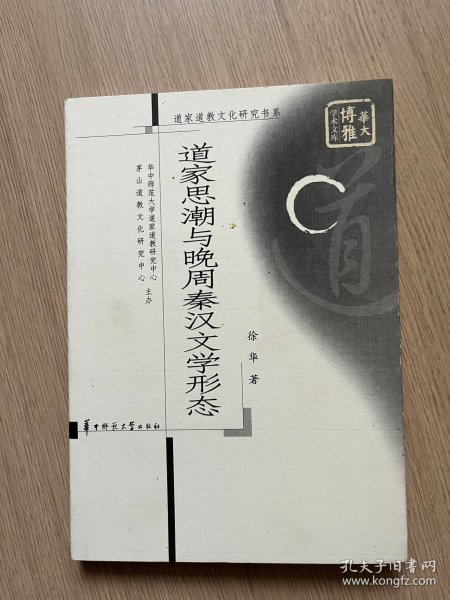 道家道教文化研究书系
華大
博雅
学术文库
道
道家思潮与晚周秦汉文学形态
徐华 著
华中师范大学道家道教研究中心
茅山道教文化研究中心
主办
華中师范大学出版社
孔夫子旧书网
www.kongfz.com